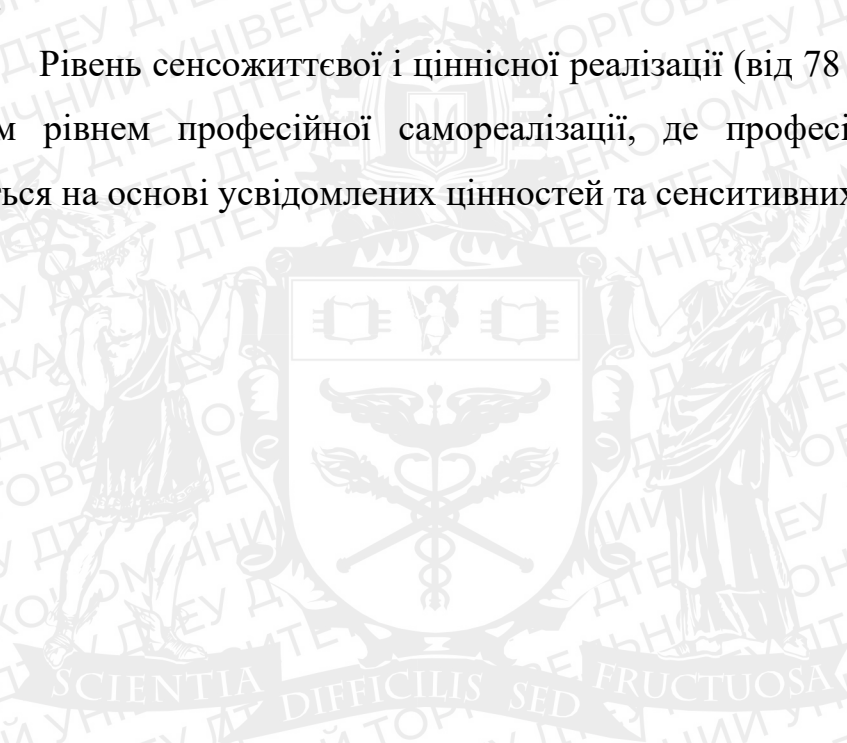 Рівень сенсожиттєвої і ціннісної реалізації (від 78
м рівнем професійної самореалізації, де професі
ься на основі усвідомлених цінностей та сенситивних
SCIENTIA DIFFICILIS SED FRUCTUOSA